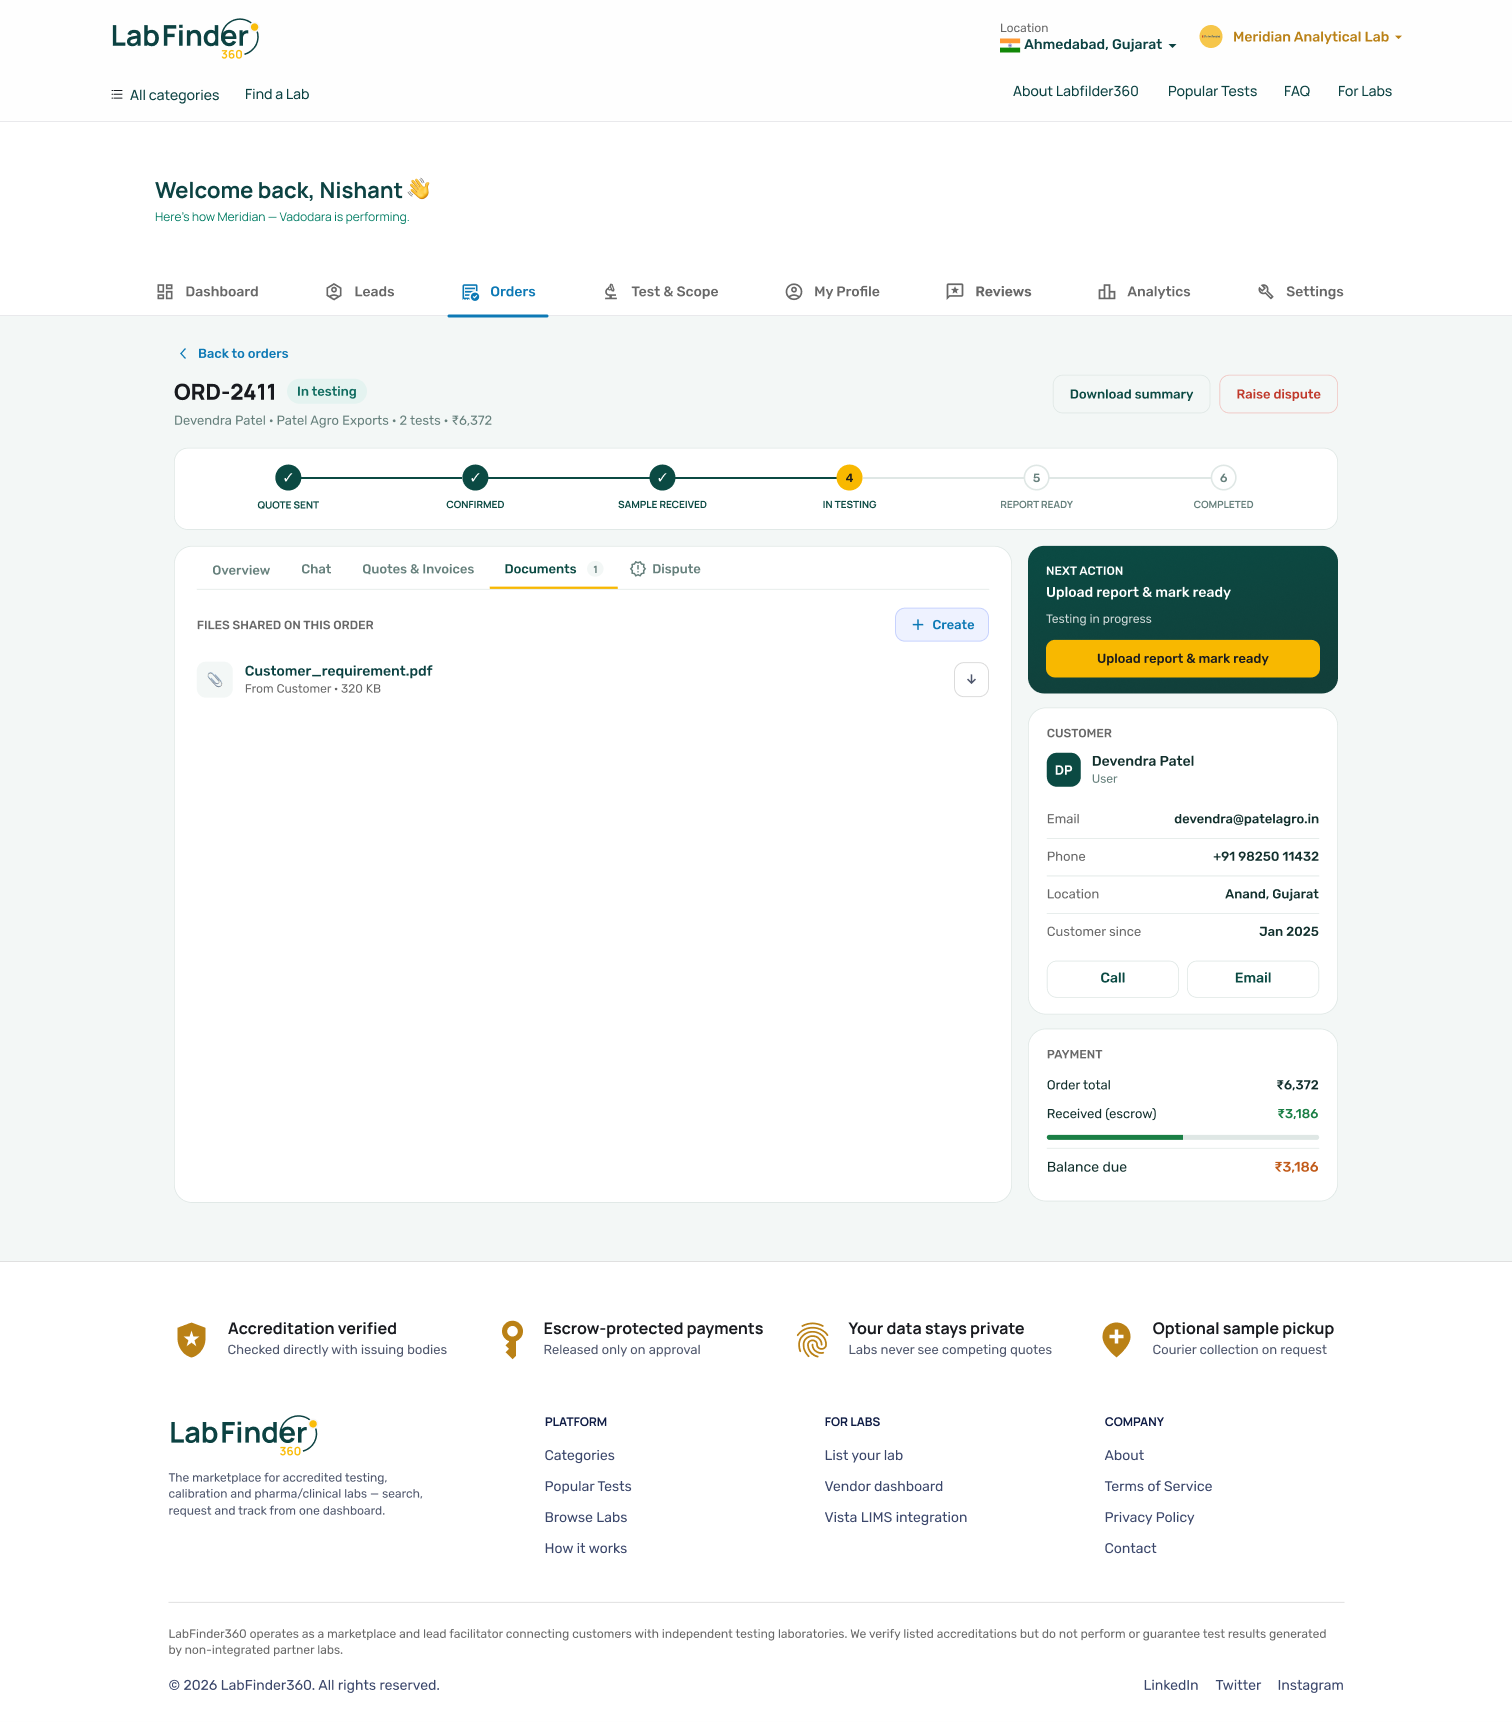 LabFinder
360
Location
Ahmedabad, Gujarat
Meridian Analytical Lab
All categories
Find a Lab
About Labfilder360
Popular Tests
FAQ
For Labs
Welcome back, Nishant 👋
Here's how Meridian — Vadodara is performing.
Dashboard
Leads
Orders
Test & Scope
My Profile
Reviews
Analytics
Settings
Back to orders
ORD-2411
In testing
Devendra Patel • Patel Agro Exports • 2 tests • ₹6,372
Download summary
Raise dispute
✓
✓
✓
4
5
6
QUOTE SENT
CONFIRMED
SAMPLE RECEIVED
IN TESTING
REPORT READY
COMPLETED
Overview
Chat
Quotes & Invoices
Documents 1
Dispute
FILES SHARED ON THIS ORDER
+ Create
Customer_requirement.pdf
From Customer • 320 KB
NEXT ACTION
Upload report & mark ready
Testing in progress
Upload report & mark ready
CUSTOMER
DP
Devendra Patel
User
Email devendra@patelagro.in
Phone +91 98250 11432
Location Anand, Gujarat
Customer since Jan 2025
Call
Email
PAYMENT
Order total ₹6,372
Received (escrow) ₹3,186
Balance due ₹3,186
Accreditation verified
Checked directly with issuing bodies
Escrow-protected payments
Released only on approval
Your data stays private
Labs never see competing quotes
Optional sample pickup
Courier collection on request
LabFinder
360
The marketplace for accredited testing,
calibration and pharma/clinical labs — search,
request and track from one dashboard.
PLATFORM
Categories
Popular Tests
Browse Labs
How it works
FOR LABS
List your lab
Vendor dashboard
Vista LIMS integration
COMPANY
About
Terms of Service
Privacy Policy
Contact
LabFinder360 operates as a marketplace and lead facilitator connecting customers with independent testing laboratories. We verify listed accreditations but do not perform or guarantee test results generated
by non-integrated partner labs.
© 2026 LabFinder360. All rights reserved.
LinkedIn
Twitter
Instagram